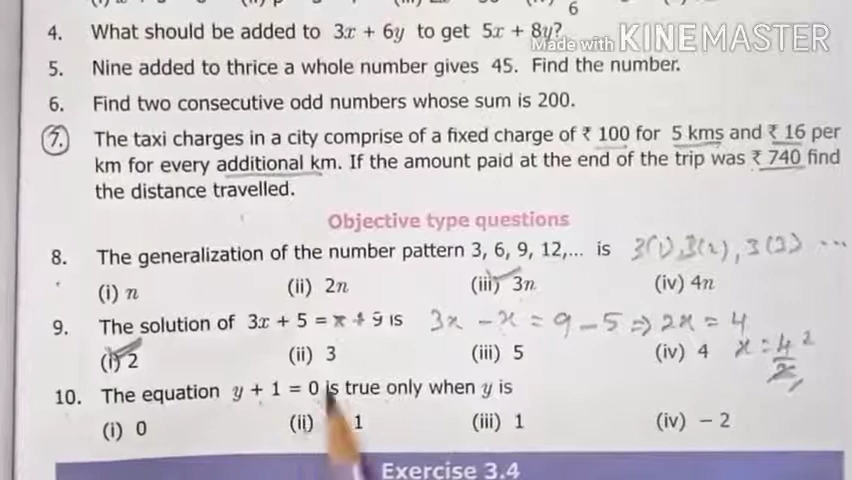 6
4. What should be added to 3x + 6y to get 5x + 8y?
Made with KINEMASTER
5. Nine added to thrice a whole number gives 45. Find the number.
6. Find two consecutive odd numbers whose sum is 200.
7. The taxi charges in a city comprise of a fixed charge of ₹ 100 for 5 kms and ₹ 16 per
km for every additional km. If the amount paid at the end of the trip was ₹ 740 find
the distance travelled.
Objective type questions
8. The generalization of the number pattern 3, 6, 9, 12,... is 3(1), 3(2), 3(3) ...
(i) n (ii) 2n (iii) 3n (iv) 4n
9. The solution of 3x + 5 = x + 9 is 3x - x = 9 - 5 ⇒ 2x = 4
(i) 2 (ii) 3 (iii) 5 (iv) 4 x = 4 2
2
10. The equation y + 1 = 0 is true only when y is
(i) 0 (ii) 1 (iii) 1 (iv) – 2
Exercise 3.4